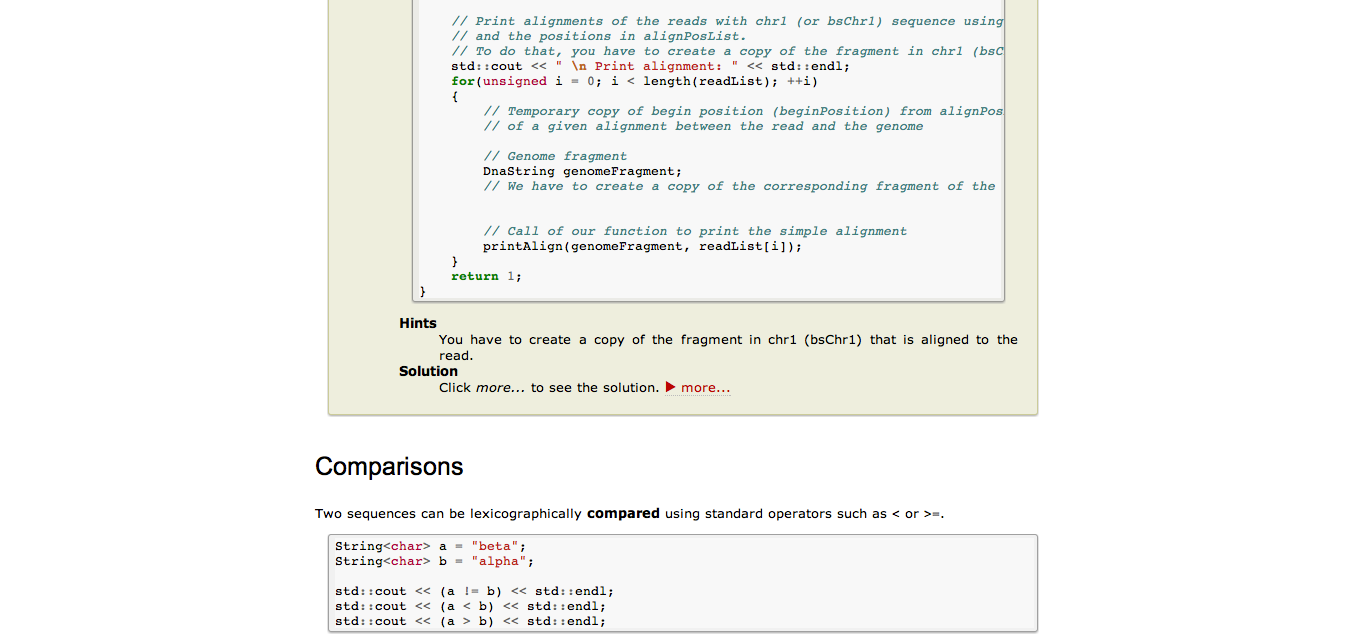 // Print alignments of the reads with chr1 (or bsChr1) sequence using
// and the positions in alignPosList.
// To do that, you have to create a copy of the fragment in chr1 (bsC
std::cout << " \n Print alignment: " << std::endl;
for(unsigned i = 0; i < length(readList); ++i)
{
// Temporary copy of begin position (beginPosition) from alignPos
// of a given alignment between the read and the genome
// Genome fragment
DnaString genomeFragment;
// We have to create a copy of the corresponding fragment of the
// Call of our function to print the simple alignment
printAlign(genomeFragment, readList[i]);
}
return 1;
}
Hints
You have to create a copy of the fragment in chr1 (bsChr1) that is aligned to the
read.
Solution
Click more... to see the solution. ▶ more...
Comparisons
Two sequences can be lexicographically compared using standard operators such as < or >=.
String<char> a = "beta";
String<char> b = "alpha";
std::cout << (a != b) << std::endl;
std::cout << (a < b) << std::endl;
std::cout << (a > b) << std::endl;